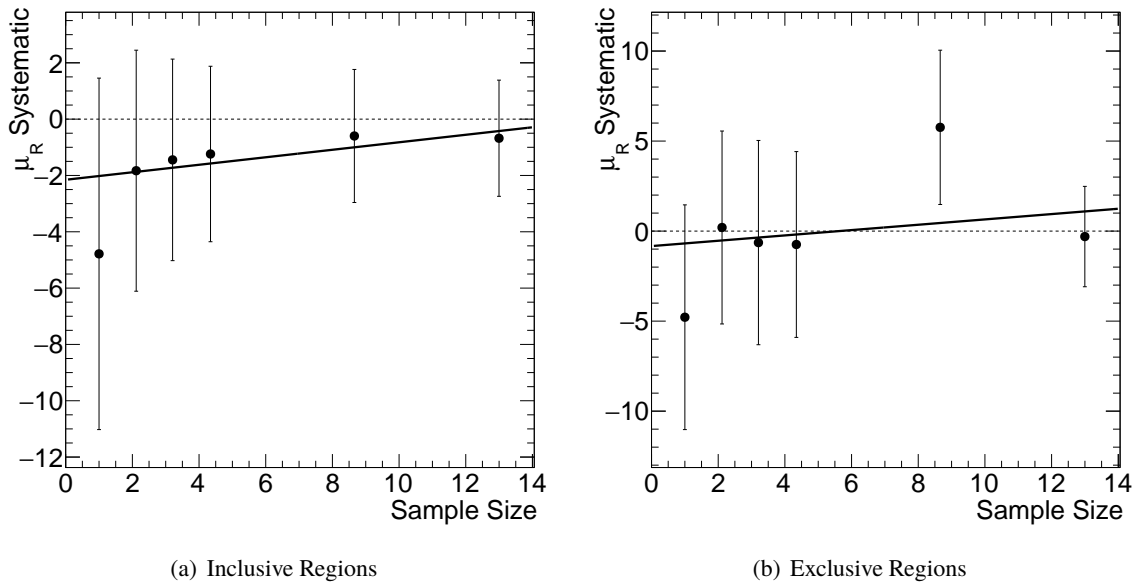 μR Systematic
2
0
−2
−4
−6
−8
−10
−12
0 2 4 6 8 10 12 14
Sample Size
(a) Inclusive Regions
μR Systematic
10
5
0
−5
−10
0 2 4 6 8 10 12 14
Sample Size
(b) Exclusive Regions